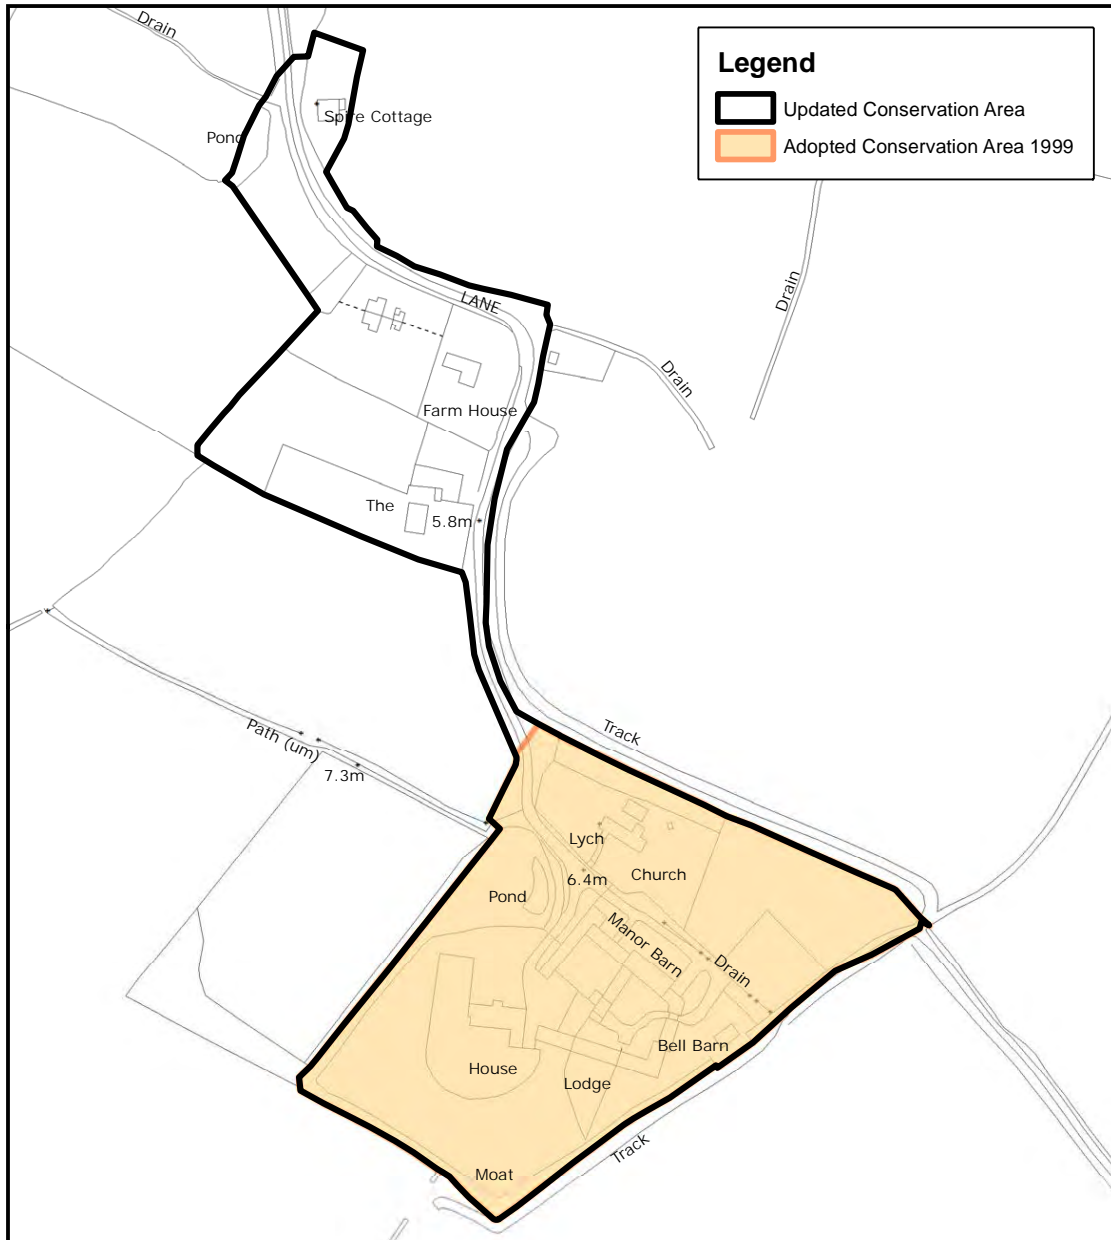 Drain
Legend
Updated Conservation Area
Adopted Conservation Area 1999
Spire Cottage
Pond
Drain
LANE
Drain
Farm House
The
5.8m
Track
Path (um)
7.3m
Lych
6.4m
Church
Pond
Manor Barn
Drain
Bell Barn
House
Lodge
Track
Moat